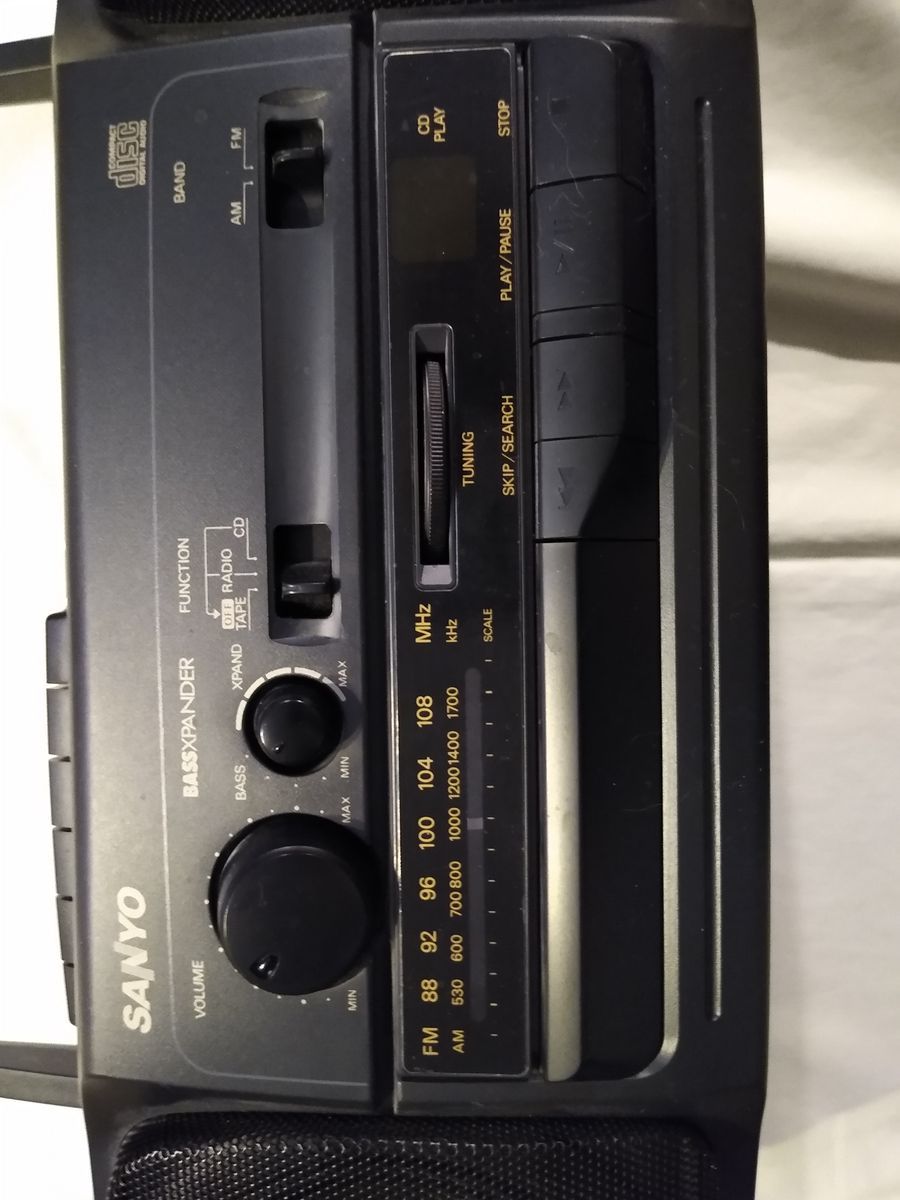 SANYO
COMPACT
disc
DIGITAL AUDIO
VOLUME
MIN
MAX
BASSXPANDER
BASS
XPAND
MIN
MAX
FUNCTION
OFF
TAPE
RADIO
CD
BAND
AM
FM
FM 88 92 96 100 104 108 MHz
AM 530 600 700 800 1000 1200 1400 1700 kHz
SCALE
TUNING
CD
PLAY
SKIP/SEARCH
PLAY/PAUSE
STOP